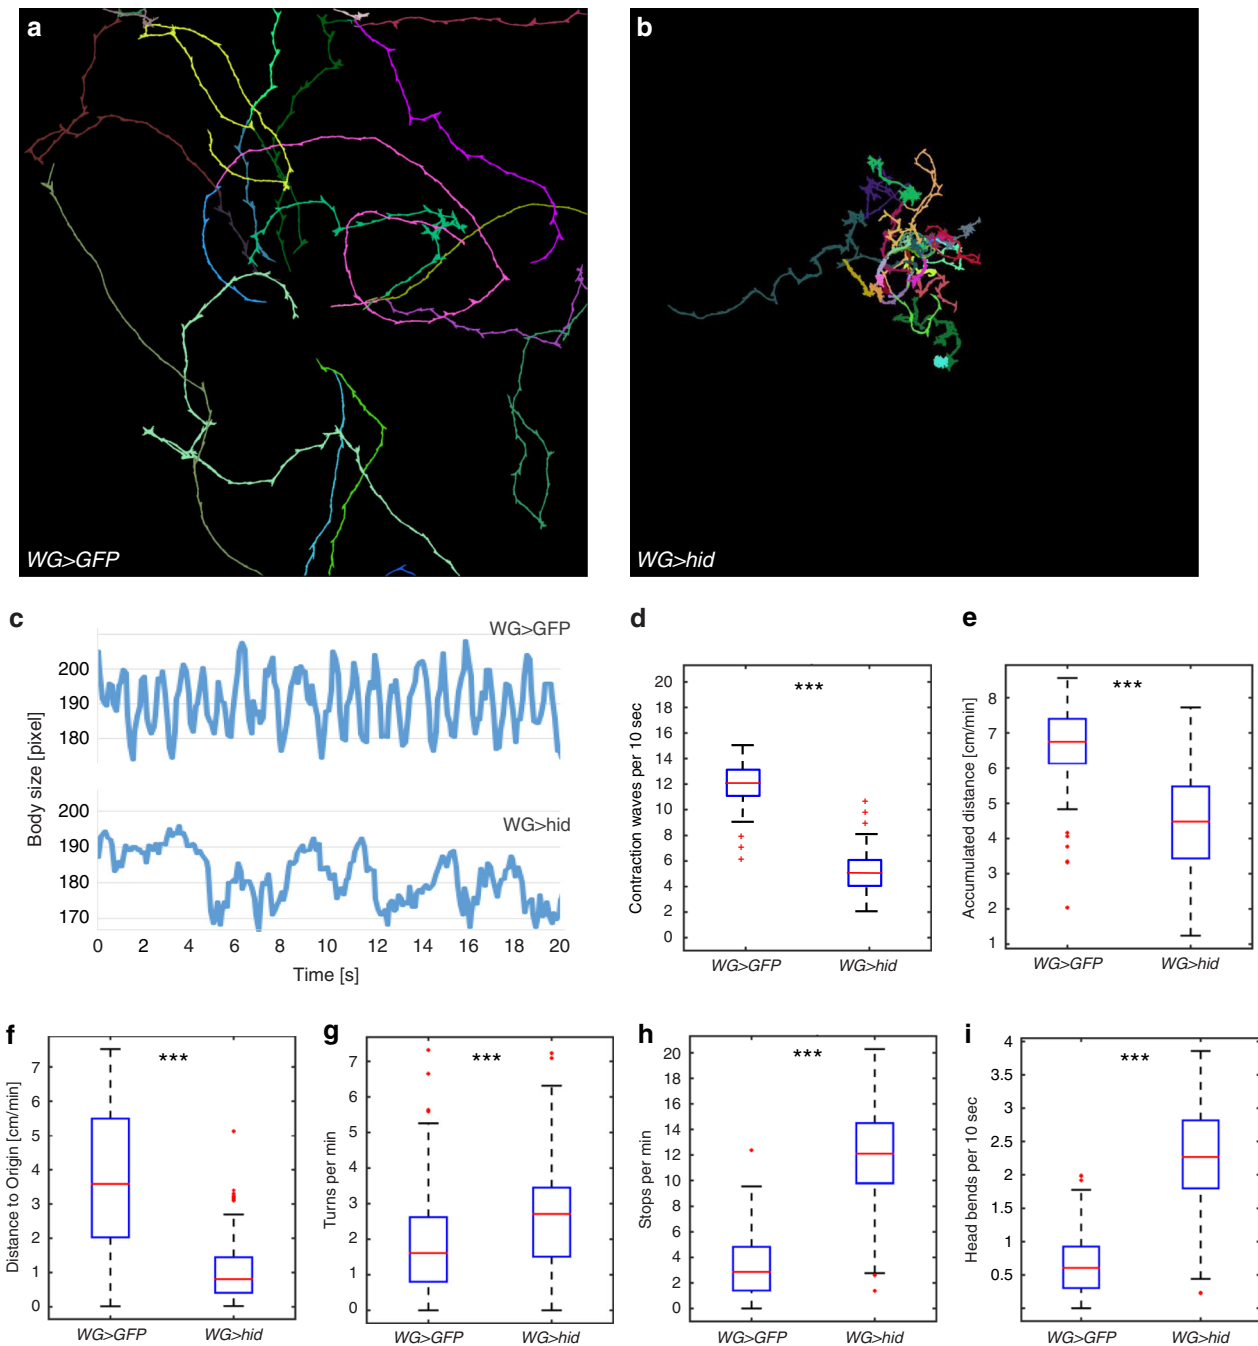 a
WG>GFP
b
WG>hid
c
WG>GFP
200
190
180
Body size [pixel]
WG>hid
200
190
180
170
0 2 4 6 8 10 12 14 16 18 20
Time [s]
d
***
Contraction waves per 10 sec
20
18
16
14
12
10
8
6
4
2
0
WG>GFP WG>hid
e
***
Accumulated distance [cm/min]
8
7
6
5
4
3
2
1
WG>GFP WG>hid
f
***
Distance to Origin [cm/min]
7
6
5
4
3
2
1
0
WG>GFP WG>hid
g
***
Turns per min
7
6
5
4
3
2
1
0
WG>GFP WG>hid
h
***
Stops per min
20
18
16
14
12
10
8
6
4
2
0
WG>GFP WG>hid
i
***
Head bends per 10 sec
4
3.5
3
2.5
2
1.5
1
0.5
WG>GFP WG>hid